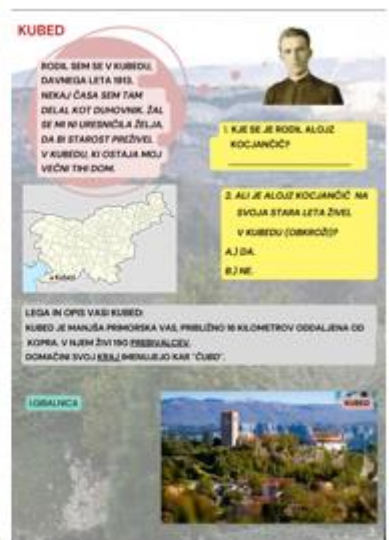 KUBED
RODIL SEM SE V KUBEDU,
DAVNEGA LETA 1913.
NEKAJ ČASA SEM TAM
DELAL KOT DUHOVNIK. ŽAL
SE MI NI URESNIČILA ŽELJA,
DA BI STAROST PREŽIVEL
V KUBEDU, KI OSTAJA MOJ
VEČNI TIHI DOM.
1. KJE SE JE RODIL ALOJZ
KOCJANČIČ?
2. ALI JE ALOJZ KOCJANČIČ NA
SVOJA STARA LETA ŽIVEL
V KUBEDU (OBKROŽI)?
A.) DA.
B.) NE.
Kubed
LEGA IN OPIS VASI KUBED:
KUBED JE MANJŠA PRIMORSKA VAS, PRIBLIŽNO 16 KILOMETROV ODDALJENA OD
KOPRA. V NJEM ŽIVI 190 PREBIVALCEV.
DOMAČINI SVOJ KRAJ IMENUJEJO KAR "ČUBD".
IGRALNICA
KUBED